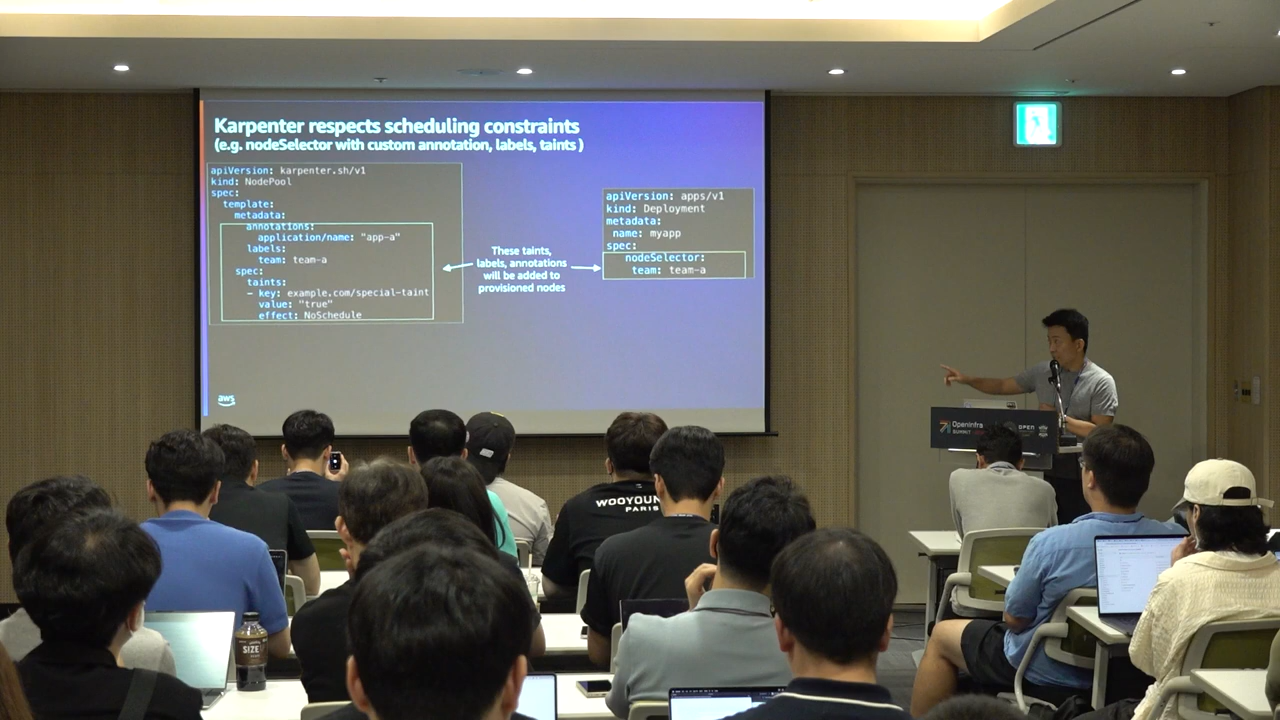 Karpenter respects scheduling constraints
(e.g. nodeSelector with custom annotation, labels, taints )
apiVersion: karpenter.sh/v1
kind: NodePool
spec:
template:
metadata:
annotations:
application/name: "app-a"
labels:
team: team-a
spec:
taints:
- key: example.com/special-taint
value: "true"
effect: NoSchedule
These taints,
labels, annotations
will be added to
provisioned nodes
apiVersion: apps/v1
kind: Deployment
metadata:
name: myapp
spec:
nodeSelector:
team: team-a
aws
OpenInfra
SUMMIT
OPEN
WOOYOUN
PARIS
SIZE